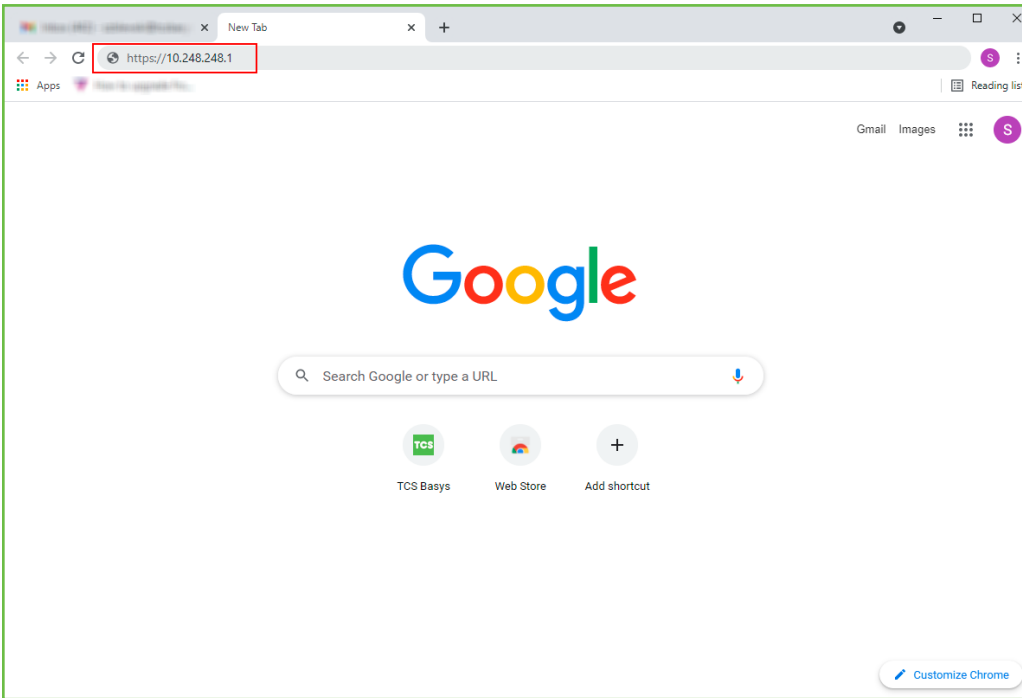 New Tab
https://10.248.248.1
S
Apps
Reading list
Gmail Images
S
Google
Search Google or type a URL
TCS
TCS Basys Web Store Add shortcut
Customize Chrome